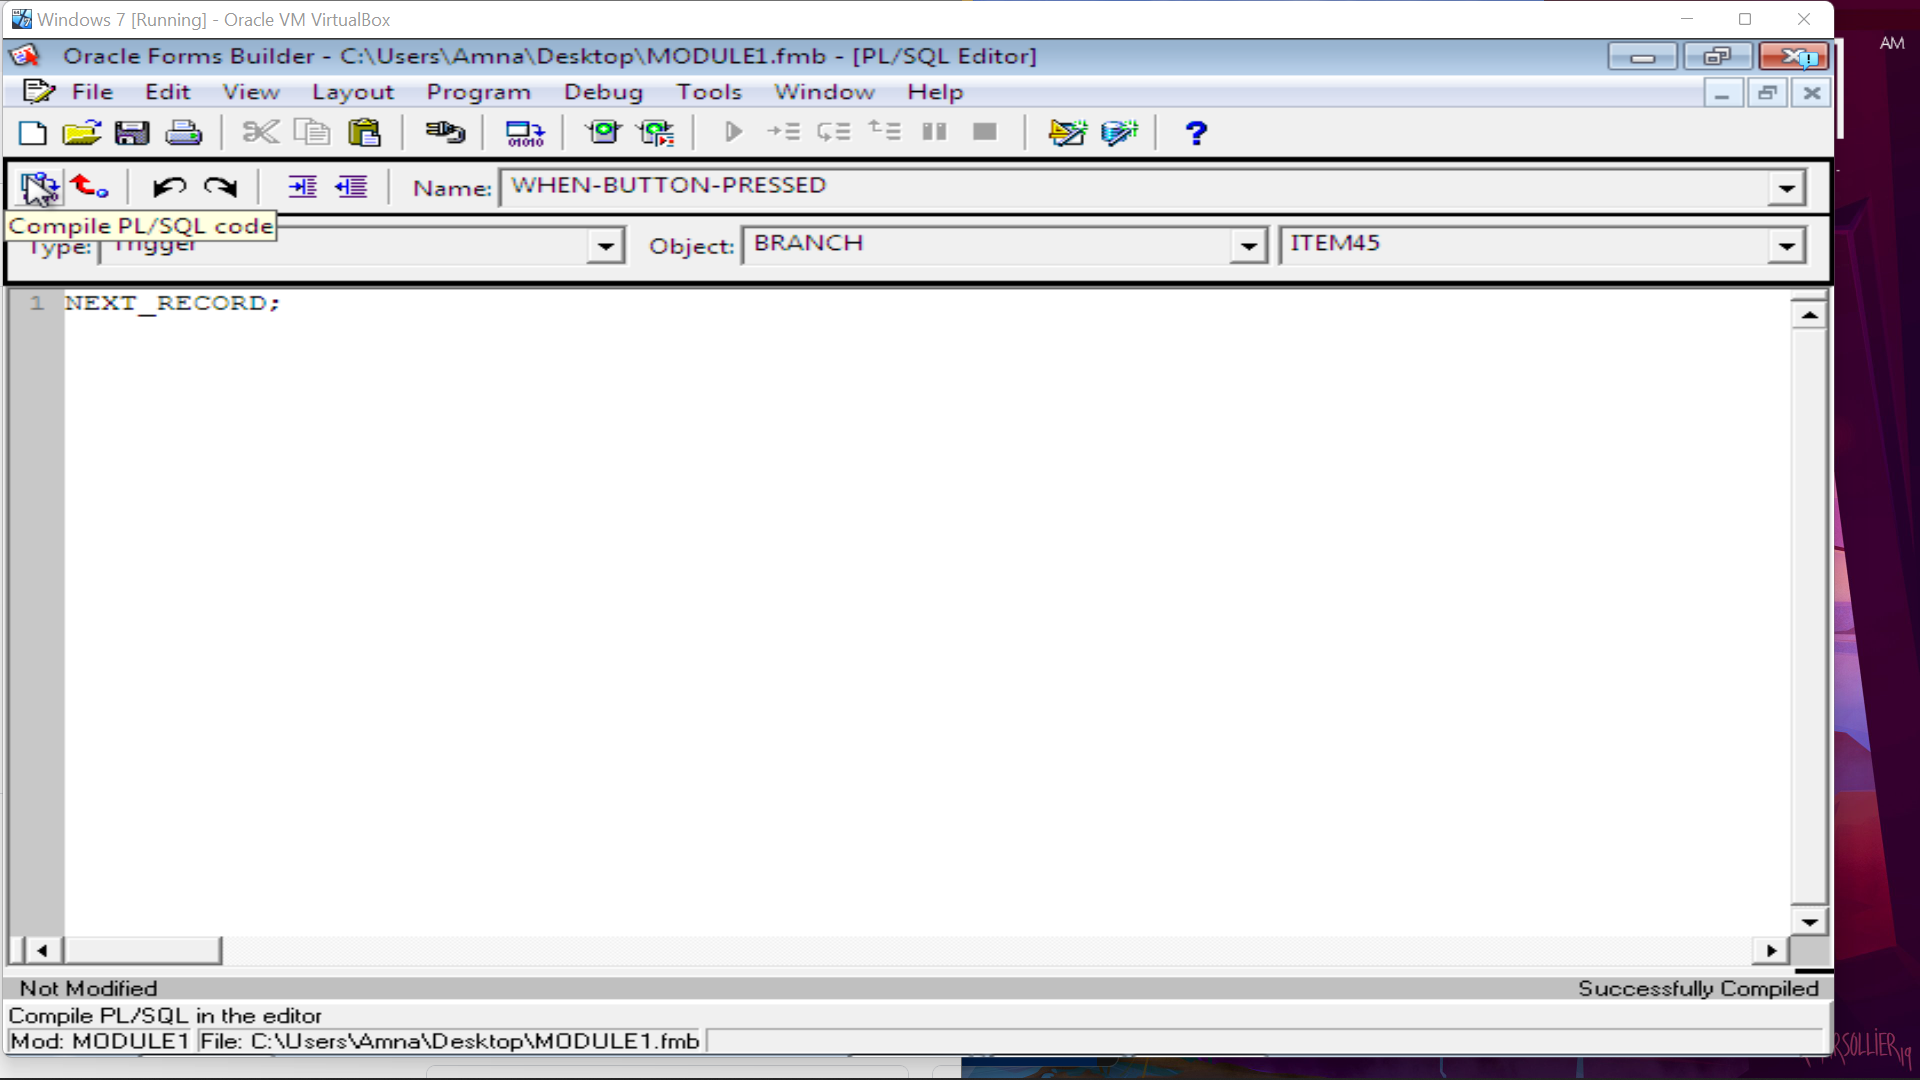 Windows 7 [Running] - Oracle VM VirtualBox
AM
Oracle Forms Builder - C:\Users\Amna\Desktop\MODULE1.fmb - [PL/SQL Editor]
File Edit View Layout Program Debug Tools Window Help
Name: WHEN-BUTTON-PRESSED
Compile PL/SQL code
Type: Trigger Object: BRANCH ITEM45
1 NEXT_RECORD;
Not Modified Successfully Compiled
Compile PL/SQL in the editor
Mod: MODULE1 File: C:\Users\Amna\Desktop\MODULE1.fmb